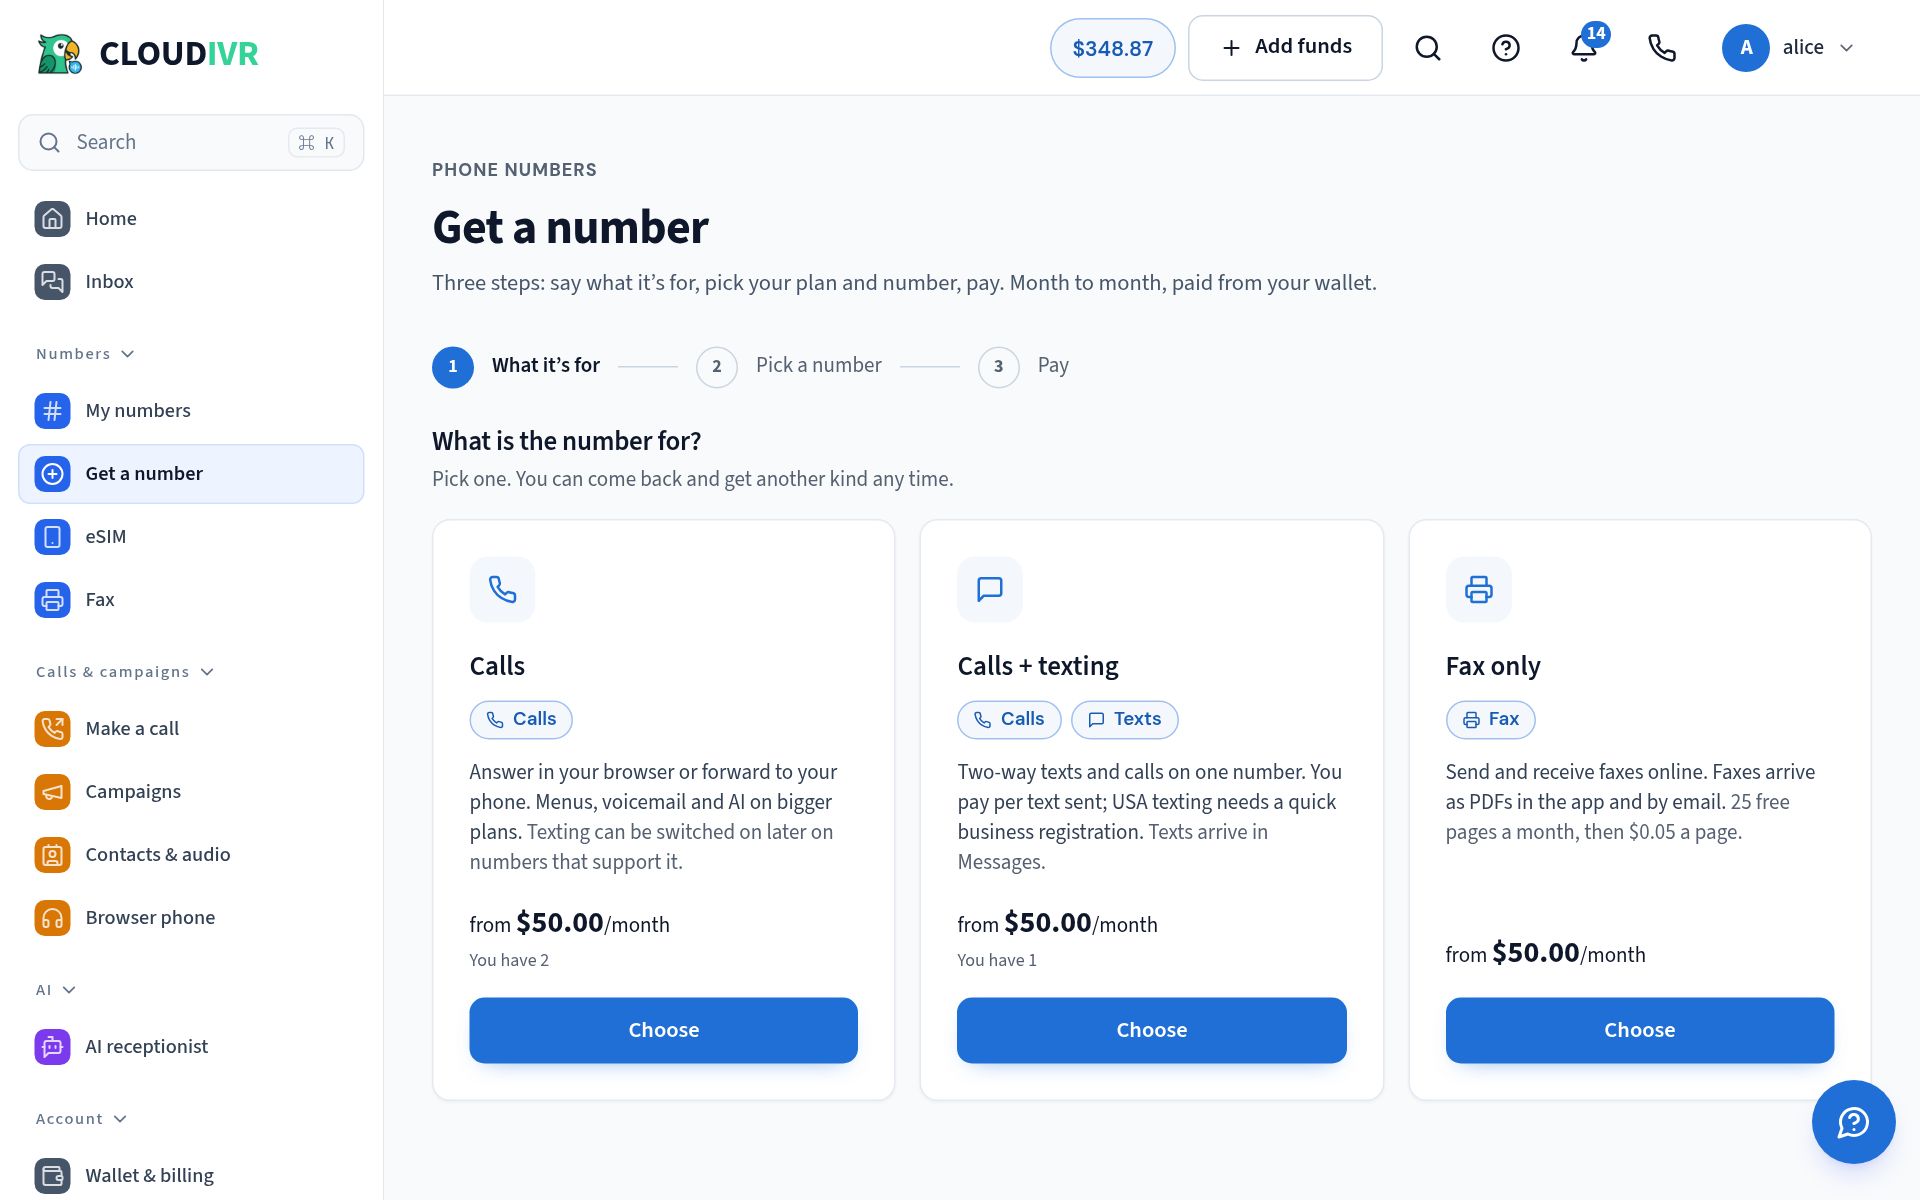 CLOUDIVR
$348.87
Add funds
14
A
alice
Search
⌘ K
Home
Inbox
Numbers
My numbers
Get a number
eSIM
Fax
Calls & campaigns
Make a call
Campaigns
Contacts & audio
Browser phone
AI
AI receptionist
Account
Wallet & billing
PHONE NUMBERS
Get a number
Three steps: say what it’s for, pick your plan and number, pay. Month to month, paid from your wallet.
1 What it’s for
2 Pick a number
3 Pay
What is the number for?
Pick one. You can come back and get another kind any time.
Calls
Calls
Answer in your browser or forward to your
phone. Menus, voicemail and AI on bigger
plans. Texting can be switched on later on
numbers that support it.
from $50.00/month
You have 2
Choose
Calls + texting
Calls
Texts
Two-way texts and calls on one number. You
pay per text sent; USA texting needs a quick
business registration. Texts arrive in
Messages.
from $50.00/month
You have 1
Choose
Fax only
Fax
Send and receive faxes online. Faxes arrive
as PDFs in the app and by email. 25 free
pages a month, then $0.05 a page.
from $50.00/month
Choose